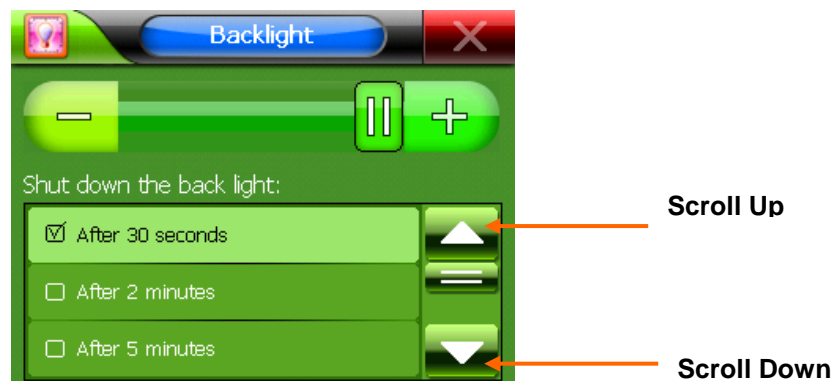 Backlight
Shut down the back light:
After 30 seconds
After 2 minutes
After 5 minutes
Scroll Up
Scroll Down